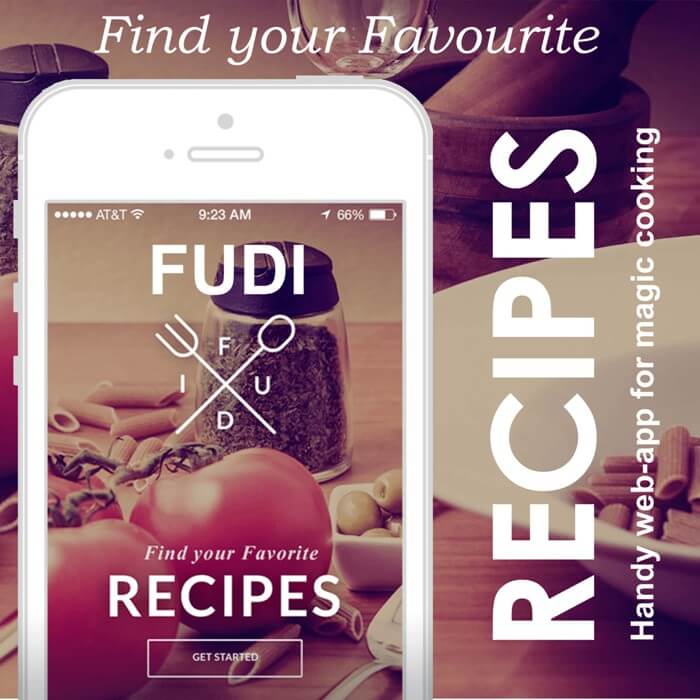 Find your Favourite
RECIPES
Handy web-app for magic cooking
AT&T 9:23 AM 66%
FUDI
F
I U
D
Find your Favorite
RECIPES
GET STARTED